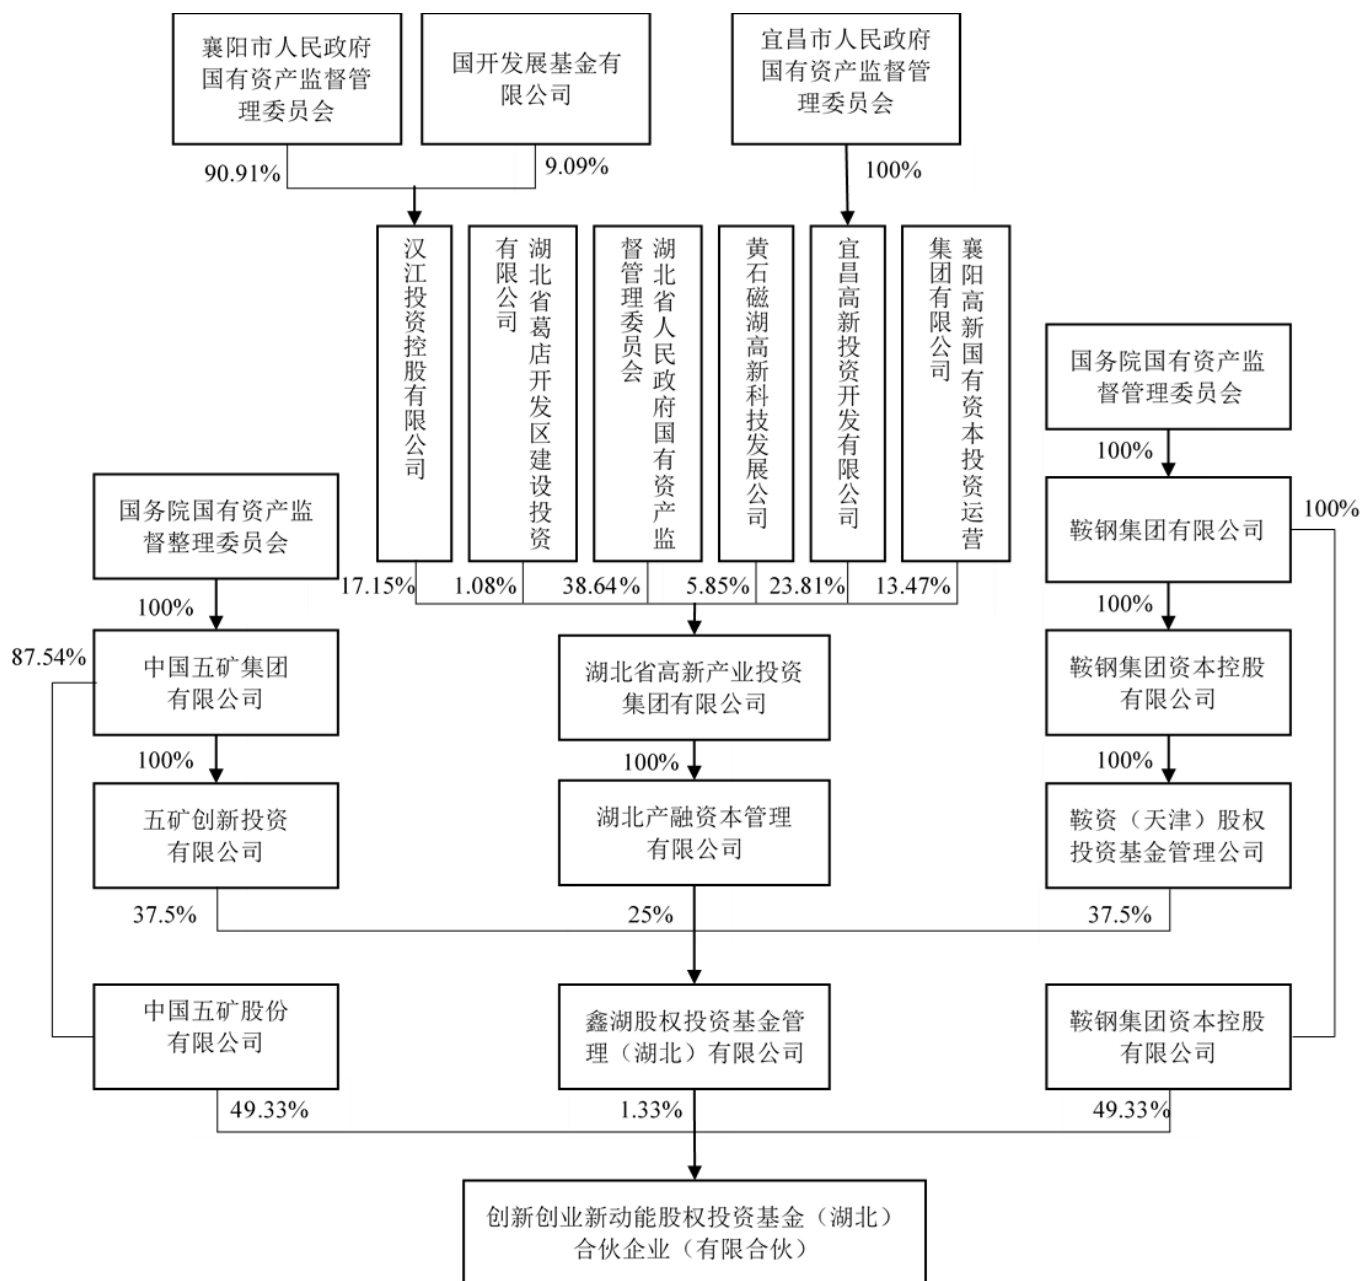 襄阳市人民政府
国有资产监督管
理委员会
国开发展基金有
限公司
宜昌市人民政府
国有资产监督管
理委员会
90.91%
9.09%
100%
汉江投资控股有限公司
湖北省葛店开发区建设投资
有限公司
湖北省人民政府国有资产监
督管理委员会
黄石磁湖高新科技发展公司
宜昌高新投资开发有限公司
襄阳高新国有资本投资运营
集团有限公司
国务院国有资产监
督管理委员会
100%
国务院国有资产监
督整理委员会
鞍钢集团有限公司
100%
17.15%
1.08%
38.64%
5.85%
23.81%
13.47%
100%
100%
87.54%
中国五矿集团
有限公司
湖北省高新产业投资
集团有限公司
鞍钢集团资本控股
有限公司
100%
100%
100%
五矿创新投资
有限公司
湖北产融资本管理
有限公司
鞍资（天津）股权
投资基金管理公司
37.5%
25%
37.5%
中国五矿股份
有限公司
鑫湖股权投资基金管
理（湖北）有限公司
鞍钢集团资本控股
有限公司
49.33%
1.33%
49.33%
创新创业新动能股权投资基金（湖北）
合伙企业（有限合伙）